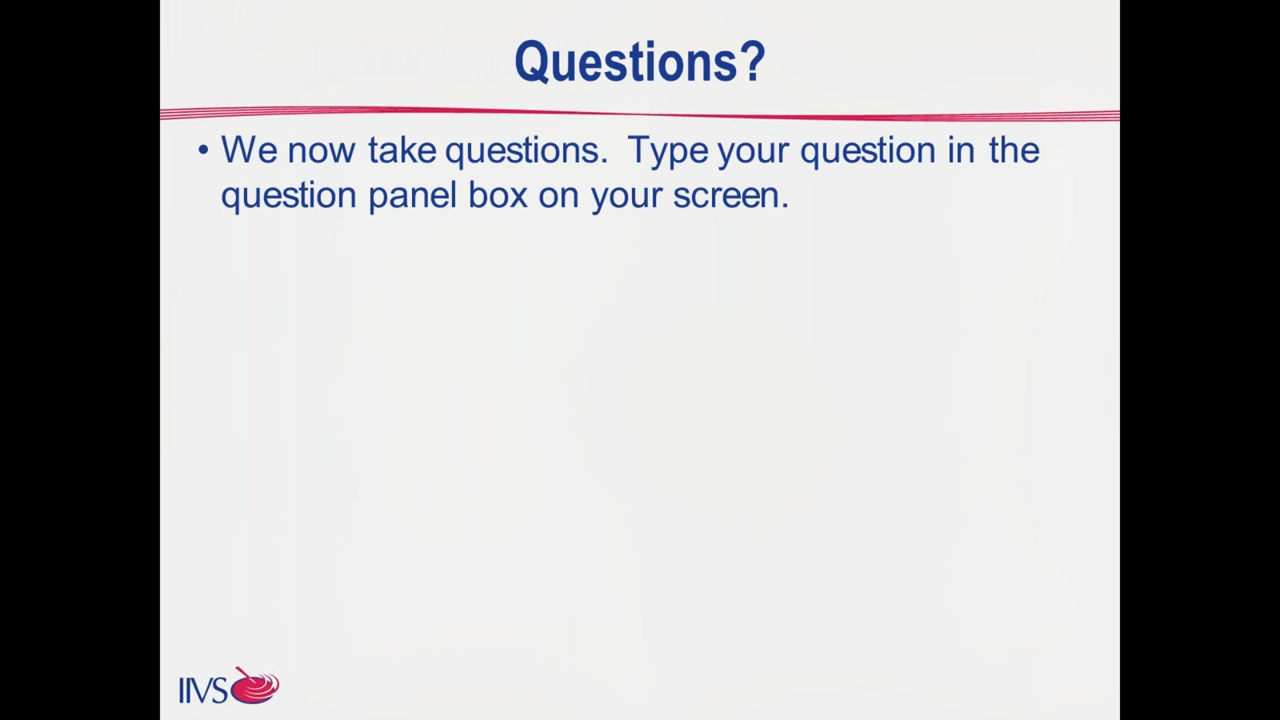 Questions?
• We now take questions.  Type your question in the
question panel box on your screen.
IIVS